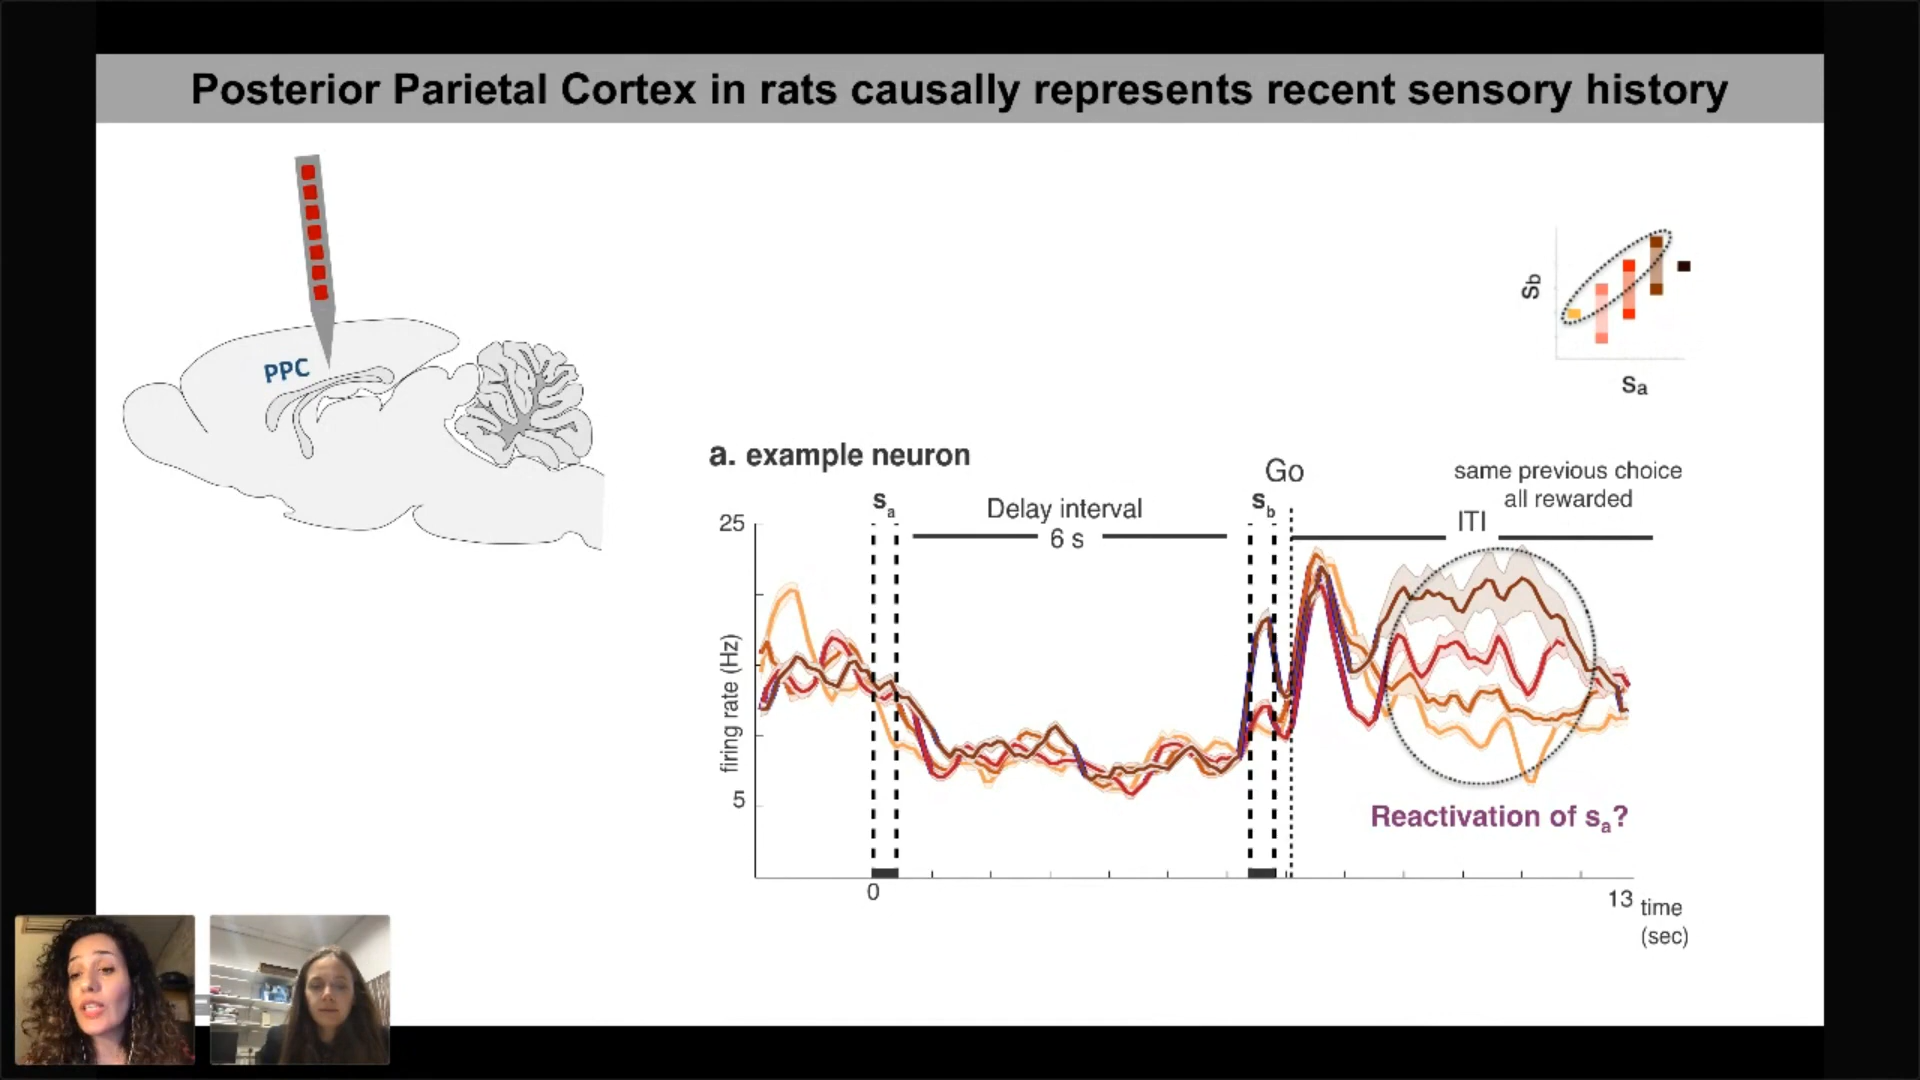 Posterior Parietal Cortex in rats causally represents recent sensory history
PPC
Sb
Sa
a. example neuron
Go
same previous choice
all rewarded
sa
Delay interval
6 s
sb
ITI
25
firing rate (Hz)
5
Reactivation of sa?
0
13
time
(sec)